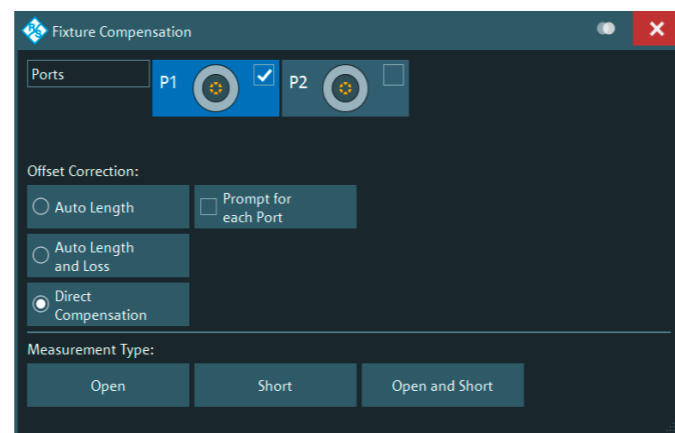 Fixture Compensation
Ports
P1
P2
Offset Correction:
Auto Length
Prompt for
each Port
Auto Length
and Loss
Direct
Compensation
Measurement Type:
Open
Short
Open and Short